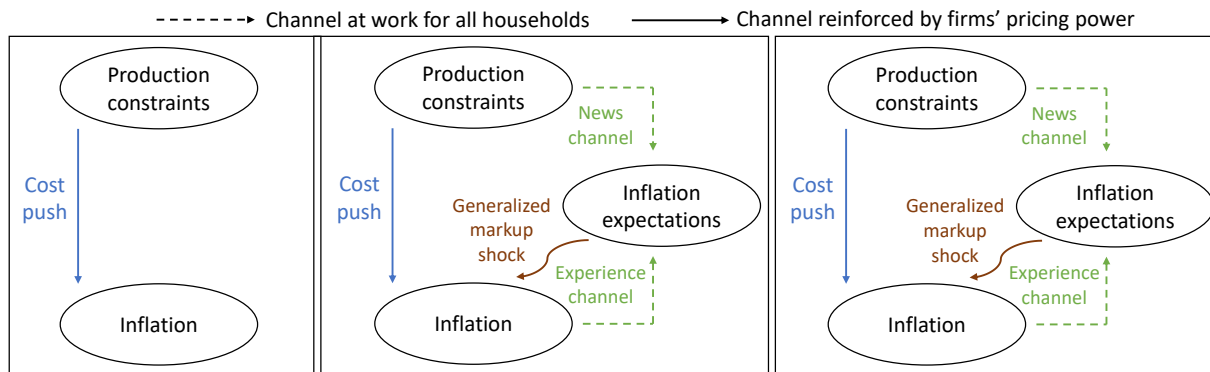 Channel at work for all households
Channel reinforced by firms' pricing power
Production
constraints
Cost
push
Inflation
Production
constraints
News
channel
Cost
push
Inflation
expectations
Generalized
markup
shock
Experience
channel
Inflation
Production
constraints
News
channel
Cost
push
Inflation
expectations
Generalized
markup
shock
Experience
channel
Inflation